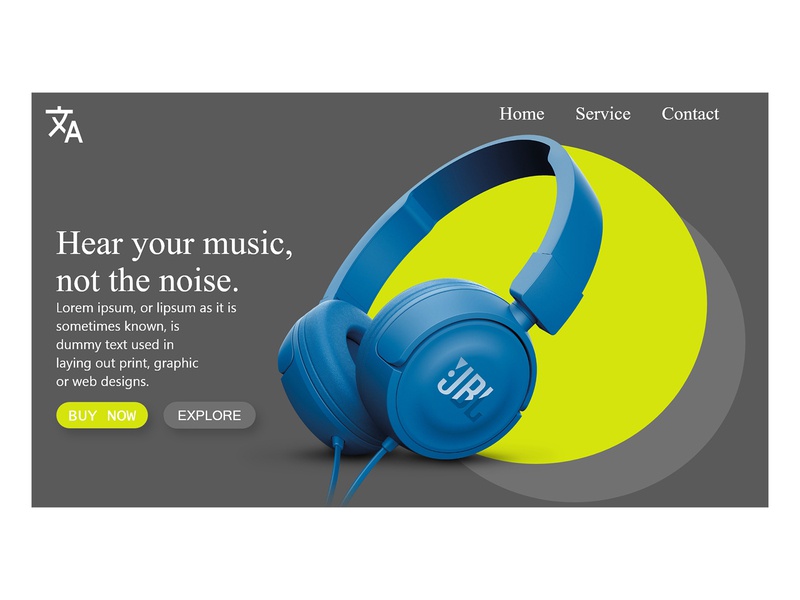 文A
Home Service Contact
Hear your music,
not the noise.
Lorem ipsum, or lipsum as it is
sometimes known, is
dummy text used in
laying out print, graphic
or web designs.
BUY NOW EXPLORE
JBL